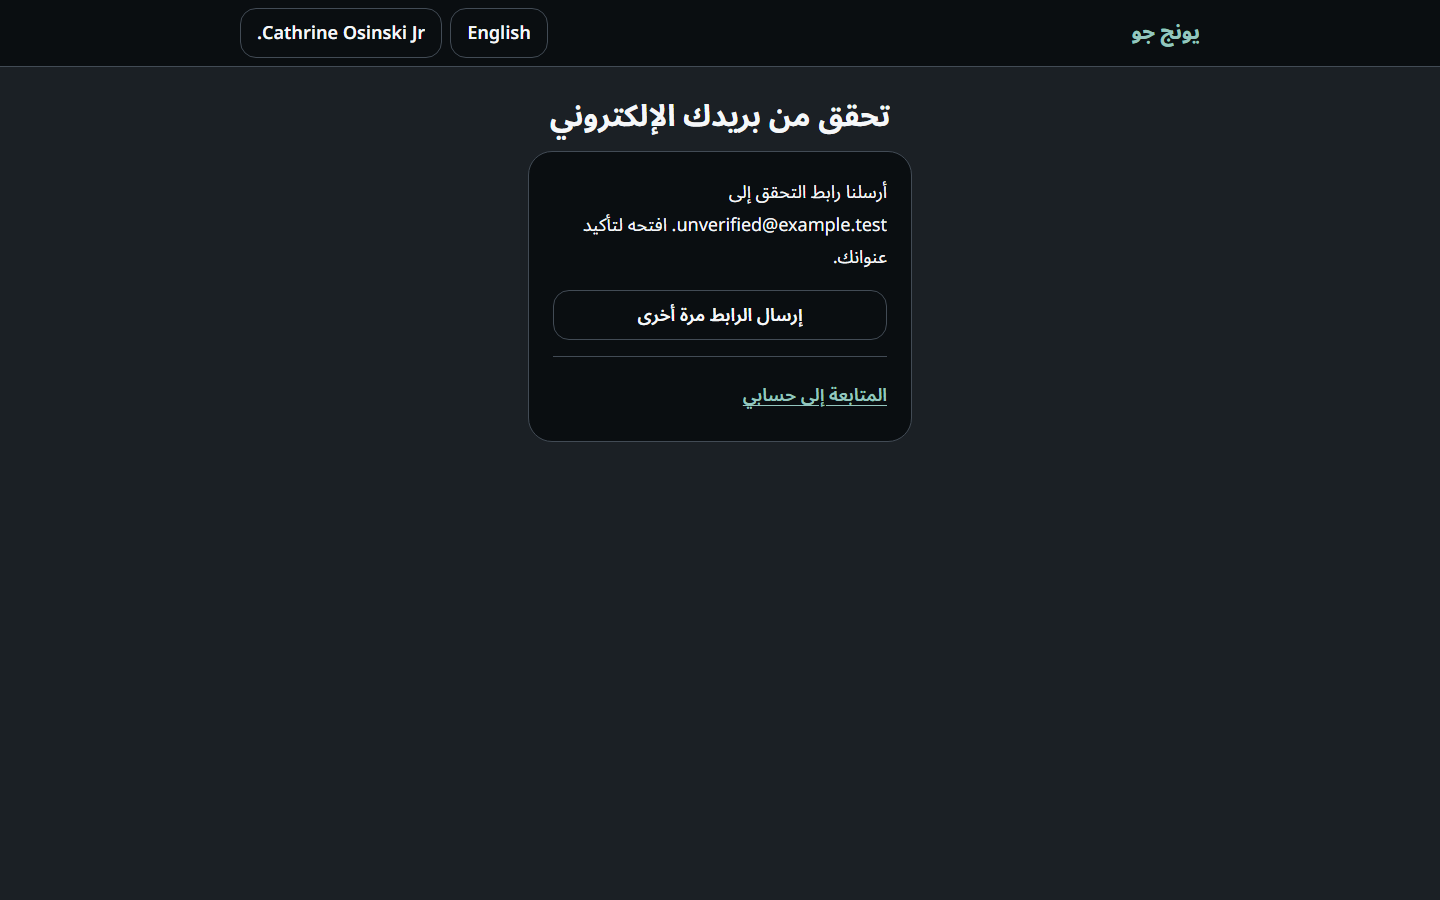 يونج جو
English
Cathrine Osinski Jr.
تحقق من بريدك الإلكتروني
أرسلنا رابط التحقق إلى
unverified@example.test. افتحه لتأكيد
عنوانك.
إرسال الرابط مرة أخرى
المتابعة إلى حسابي